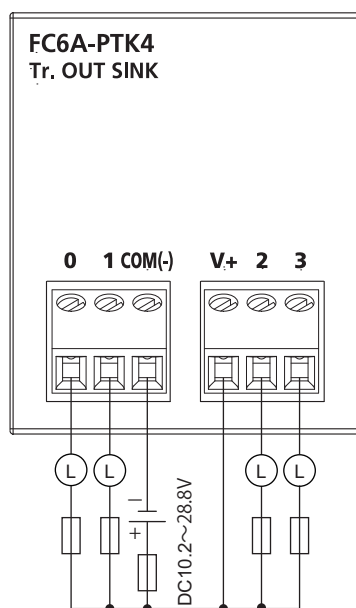 FC6A-PTK4
Tr. OUT SINK
0 1 COM(-) V+ 2 3
L L L L
−
+
DC10.2～28.8V